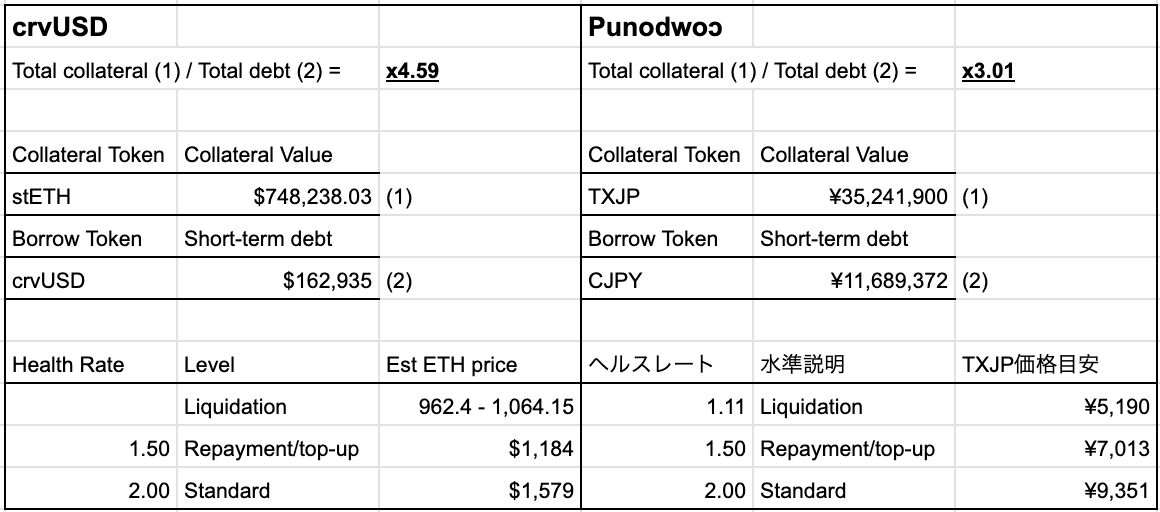 crvUSD
Total collateral (1) / Total debt (2) = x4.59
Collateral Token Collateral Value
stETH $748,238.03 (1)
Borrow Token Short-term debt
crvUSD $162,935 (2)
Health Rate Level Est ETH price
Liquidation 962.4 - 1,064.15
1.50 Repayment/top-up $1,184
2.00 Standard $1,579
Punodwoɔ
Total collateral (1) / Total debt (2) = x3.01
Collateral Token Collateral Value
TXJP ¥35,241,900 (1)
Borrow Token Short-term debt
CJPY ¥11,689,372 (2)
ヘルスレート 水準説明 TXJP価格目安
1.11 Liquidation ¥5,190
1.50 Repayment/top-up ¥7,013
2.00 Standard ¥9,351